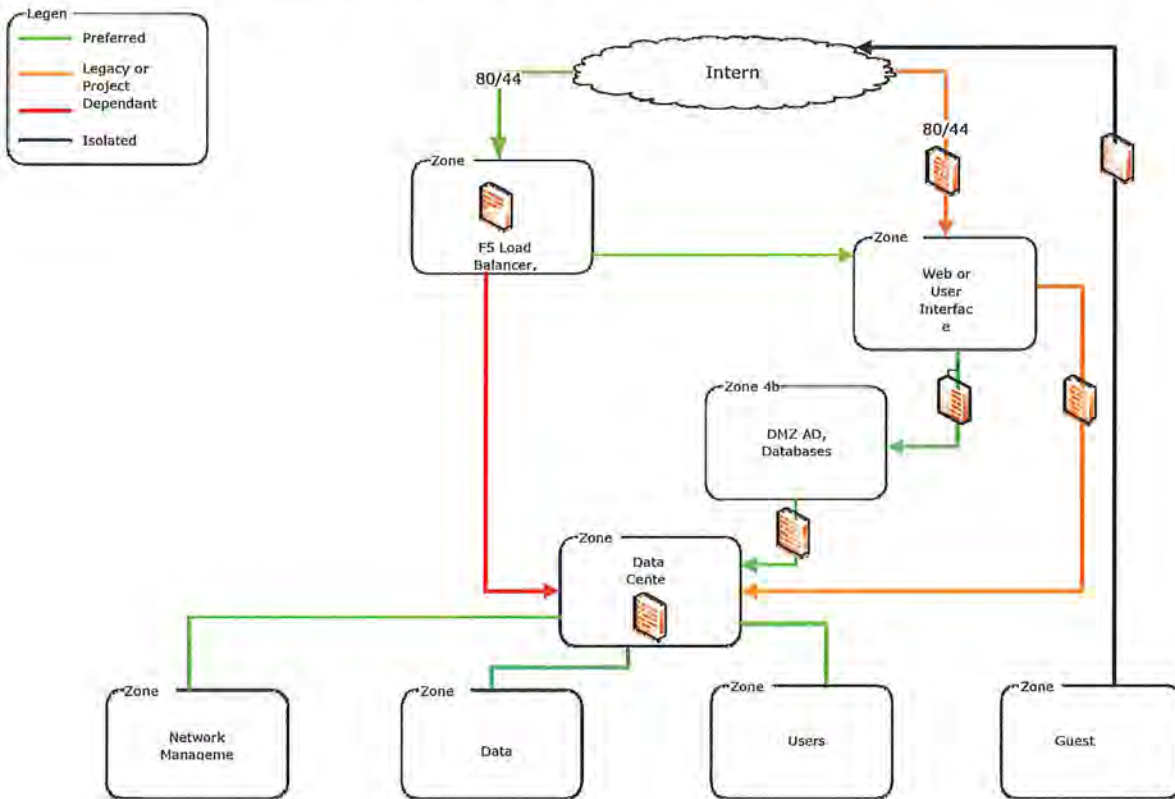 Legen
Preferred
Legacy or
Project
Dependant
Isolated
Intern
80/44
80/44
Zone
F5 Load
Balancer,
Zone
Web or
User
Interfac
e
Zone 4b
DMZ AD,
Databases
Zone
Data
Cente
Zone
Network
Manageme
Zone
Data
Zone
Users
Zone
Guest